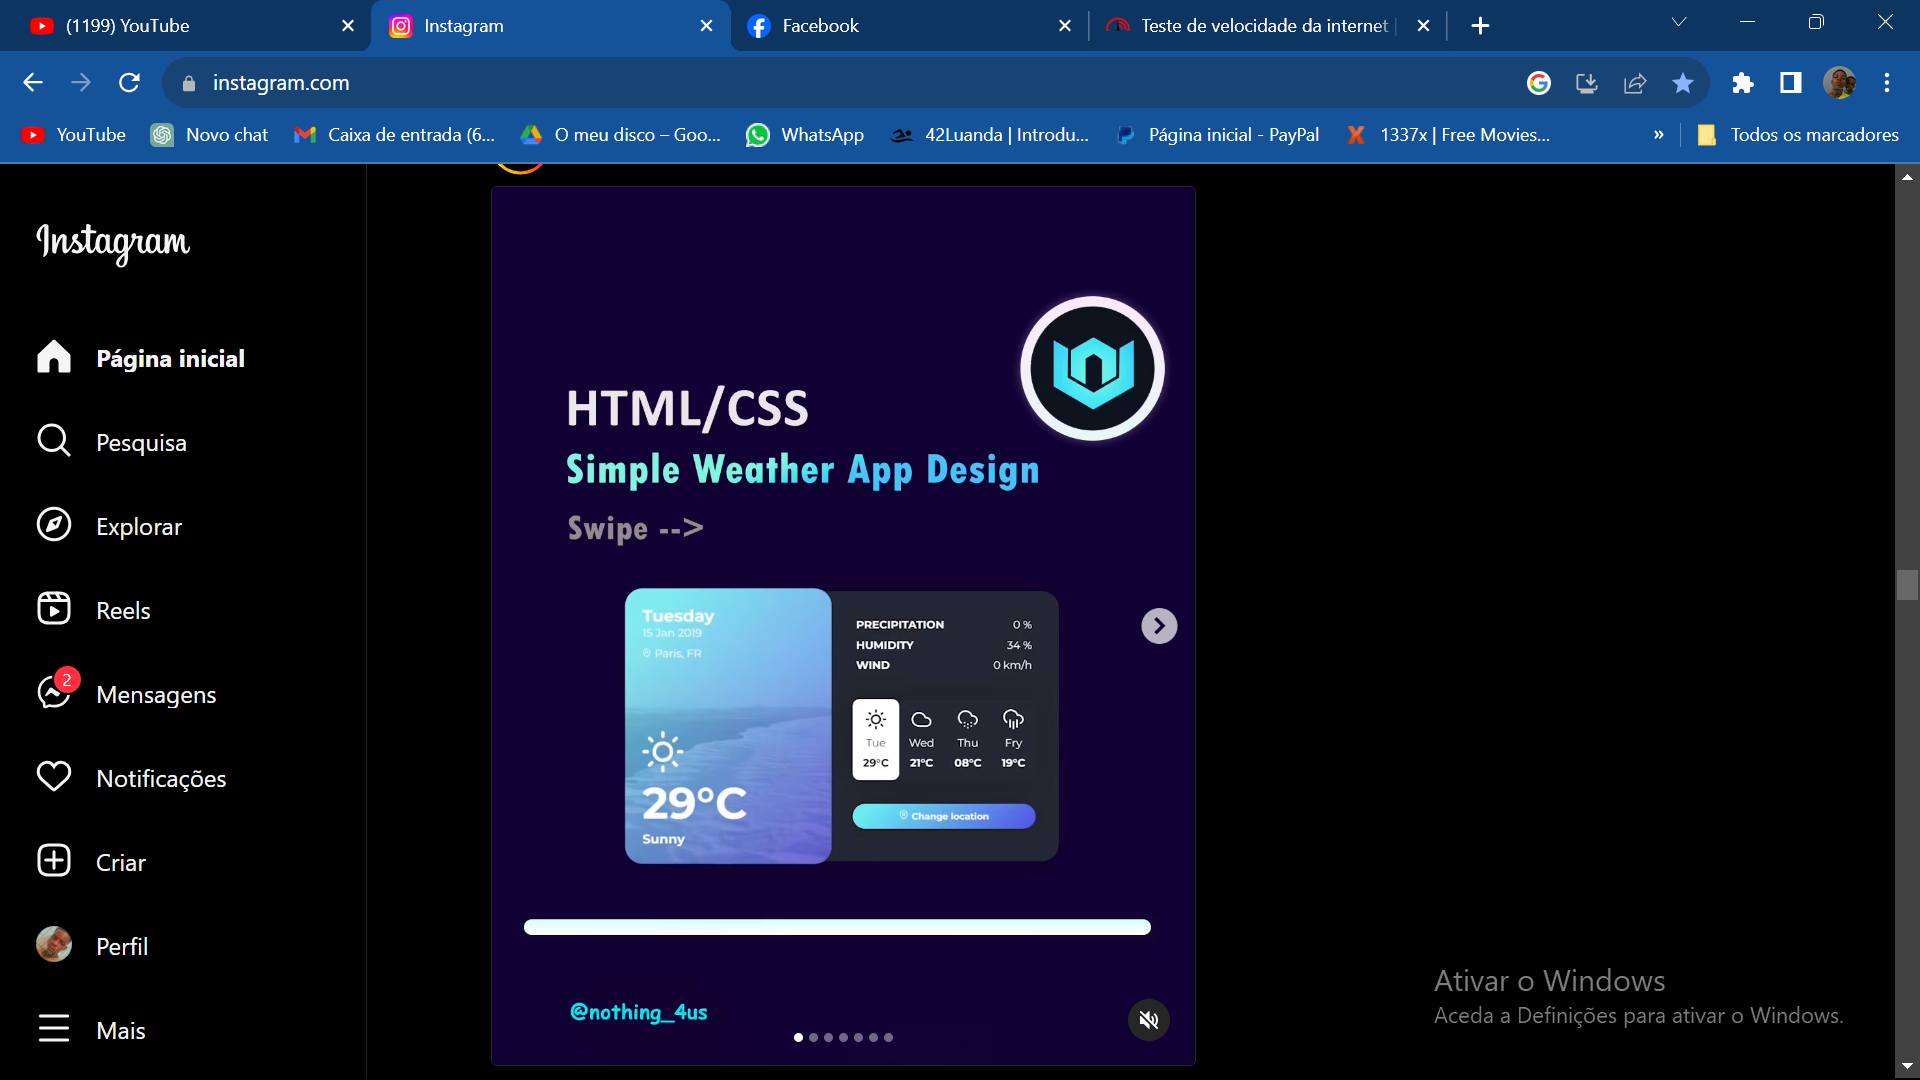 (1199) YouTube
Instagram
Facebook
Teste de velocidade da internet
instagram.com
YouTube
Novo chat
Caixa de entrada (6...
O meu disco – Goo...
WhatsApp
42Luanda | Introdu...
Página inicial - PayPal
1337x | Free Movies...
»
Todos os marcadores
Instagram
Página inicial
Pesquisa
Explorar
Reels
2
Mensagens
Notificações
Criar
Perfil
Mais
HTML/CSS
Simple Weather App Design
Swipe -->
Tuesday
15 Jan 2019
Paris, FR
29°C
Sunny
PRECIPITATION 0 %
HUMIDITY 34 %
WIND 0 km/h
Tue Wed Thu Fry
29°C 21°C 08°C 19°C
Change location
@nothing_4us
Ativar o Windows
Aceda a Definições para ativar o Windows.